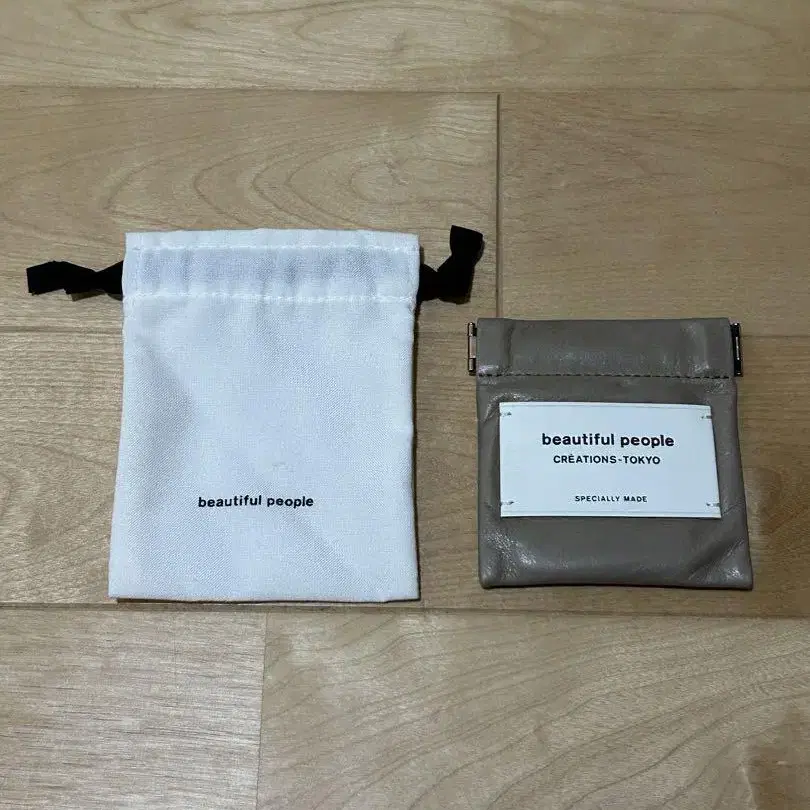 beautiful people
beautiful people
CRÉATIONS-TOKYO
SPECIALLY MADE